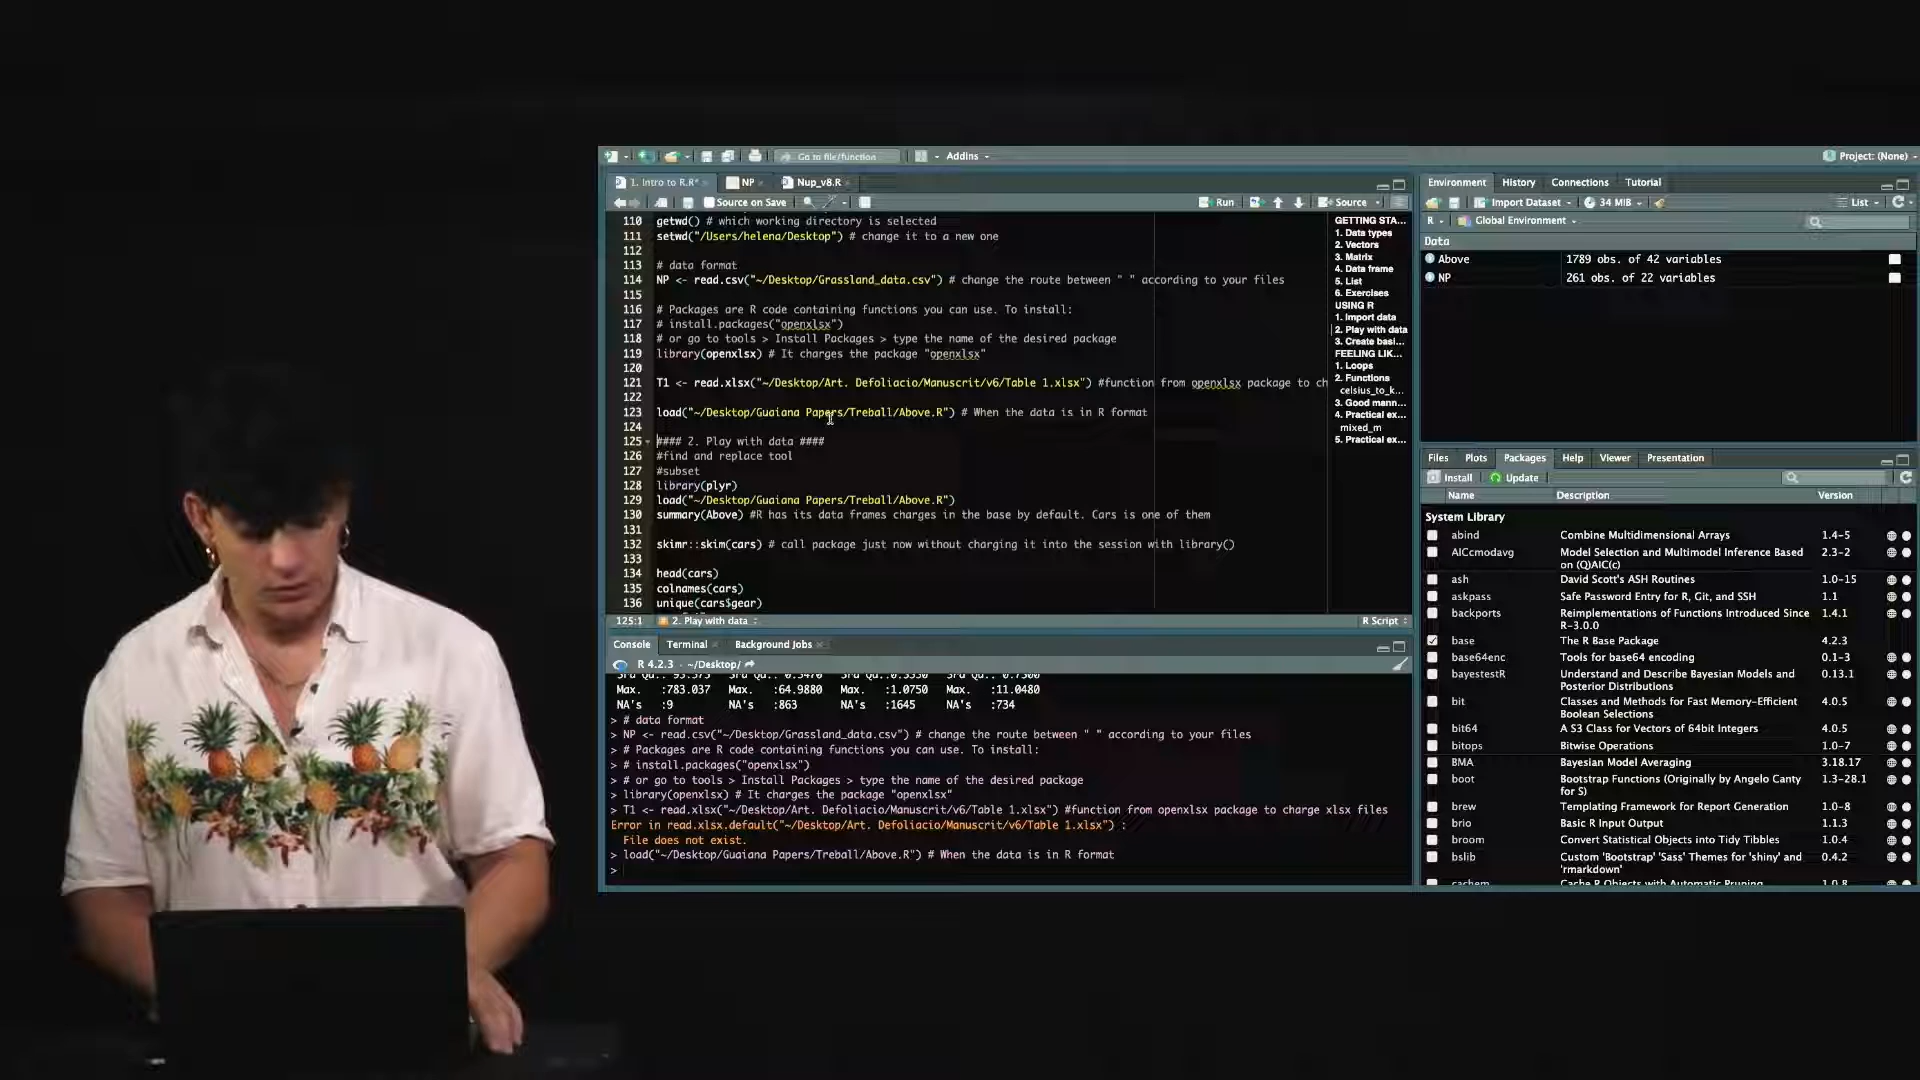 Go to file/function
Addins
Project: (None)
1. Intro to R.R*
NP
Nup_v8.R
Source on Save
Run
Source
110 getwd() # which working directory is selected
111 setwd("/Users/helena/Desktop") # change it to a new one
112
113 # data format
114 NP <- read.csv("~/Desktop/Grassland_data.csv") # change the route between " " according to your files
115
116 # Packages are R code containing functions you can use. To install:
117 # install.packages("openxlsx")
118 # or go to tools > Install Packages > type the name of the desired package
119 library(openxlsx) # It charges the package "openxlsx"
120
121 T1 <- read.xlsx("~/Desktop/Art. Defoliacio/Manuscrit/v6/Table 1.xlsx") #function from openxlsx package to ch
122
123 load("~/Desktop/Guaiana Papers/Treball/Above.R") # When the data is in R format
124
125 #### 2. Play with data ####
126 #find and replace tool
127 #subset
128 library(plyr)
129 load("~/Desktop/Guaiana Papers/Treball/Above.R")
130 summary(Above) #R has its data frames charges in the base by default. Cars is one of them
131
132 skimr::skim(cars) # call package just now without charging it into the session with library()
133
134 head(cars)
135 colnames(cars)
136 unique(cars$gear)
125:1 2. Play with data
R Script
GETTING STA...
1. Data types
2. Vectors
3. Matrix
4. Data frame
5. List
6. Exercises
USING R
1. Import data
2. Play with data
3. Create basi...
FEELING LIK...
1. Loops
2. Functions
celsius_to_k...
3. Good mann...
4. Practical ex...
mixed_m
5. Practical ex...
Console Terminal Background Jobs
R 4.2.3 · ~/Desktop/
Max. :783.037 Max. :64.9880 Max. :1.0750 Max. :11.0480
NA's :9 NA's :863 NA's :1645 NA's :734
> # data format
> NP <- read.csv("~/Desktop/Grassland_data.csv") # change the route between " " according to your files
> # Packages are R code containing functions you can use. To install:
> # install.packages("openxlsx")
> # or go to tools > Install Packages > type the name of the desired package
> library(openxlsx) # It charges the package "openxlsx"
> T1 <- read.xlsx("~/Desktop/Art. Defoliacio/Manuscrit/v6/Table 1.xlsx") #function from openxlsx package to charge xlsx files
Error in read.xlsx.default("~/Desktop/Art. Defoliacio/Manuscrit/v6/Table 1.xlsx") :
File does not exist.
> load("~/Desktop/Guaiana Papers/Treball/Above.R") # When the data is in R format
>
Environment History Connections Tutorial
Import Dataset 34 MiB List
R Global Environment
Data
Above 1789 obs. of 42 variables
NP 261 obs. of 22 variables
Files Plots Packages Help Viewer Presentation
Install Update
Name Description Version
System Library
abind Combine Multidimensional Arrays 1.4-5
AICcmodavg Model Selection and Multimodel Inference Based 2.3-2
on (Q)AIC(c)
ash David Scott's ASH Routines 1.0-15
askpass Safe Password Entry for R, Git, and SSH 1.1
backports Reimplementations of Functions Introduced Since 1.4.1
R-3.0.0
base The R Base Package 4.2.3
base64enc Tools for base64 encoding 0.1-3
bayestestR Understand and Describe Bayesian Models and 0.13.1
Posterior Distributions
bit Classes and Methods for Fast Memory-Efficient 4.0.5
Boolean Selections
bit64 A S3 Class for Vectors of 64bit Integers 4.0.5
bitops Bitwise Operations 1.0-7
BMA Bayesian Model Averaging 3.18.17
boot Bootstrap Functions (Originally by Angelo Canty 1.3-28.1
for S)
brew Templating Framework for Report Generation 1.0-8
brio Basic R Input Output 1.1.3
broom Convert Statistical Objects into Tidy Tibbles 1.0.4
bslib Custom 'Bootstrap' 'Sass' Themes for 'shiny' and 0.4.2
'rmarkdown'
cachem Cache R Objects with Automatic Pruning 1.0.8